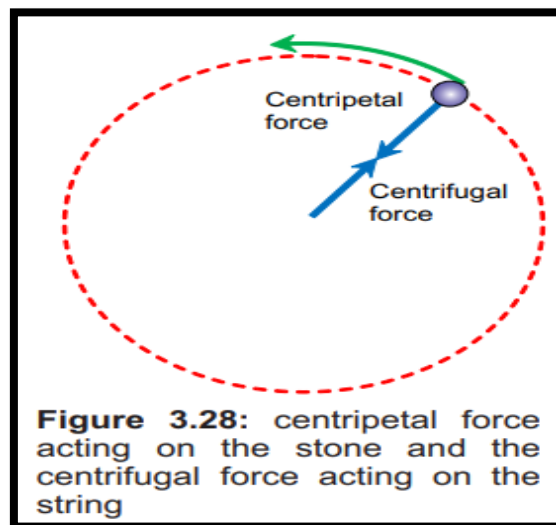 Centripetal
force
Centrifugal
force
Figure 3.28: centripetal force
acting on the stone and the
centrifugal force acting on the
string